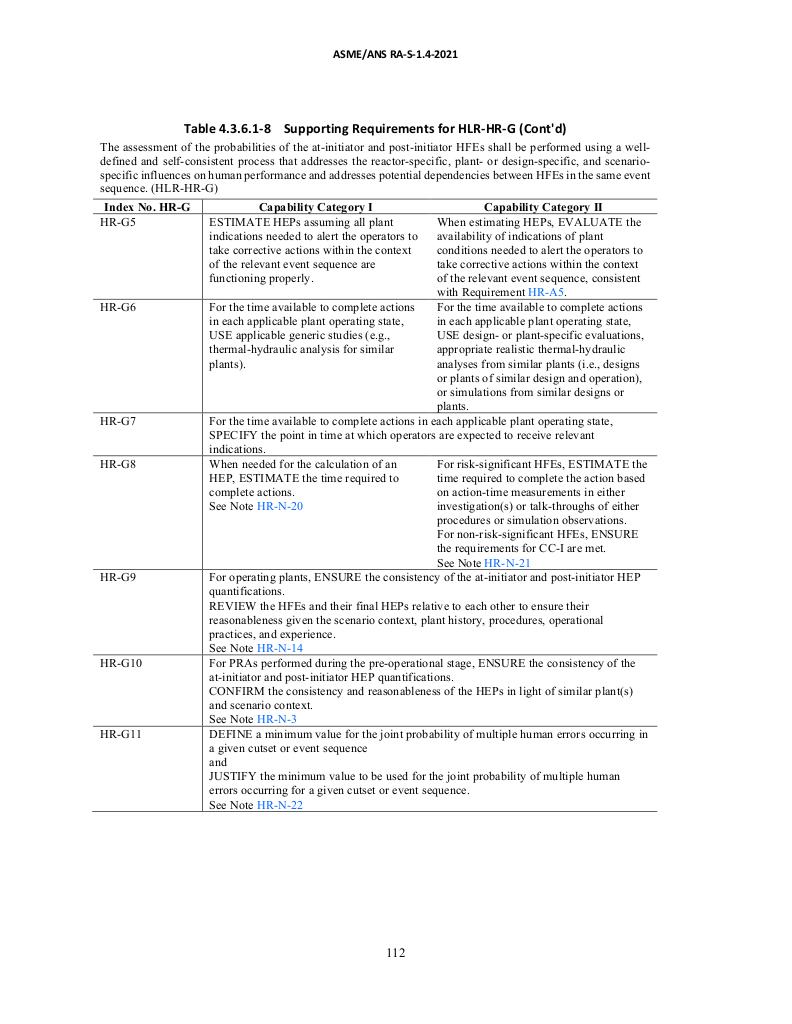 ASME/ANS RA-S-1.4-2021
Table 4.3.6.1-8 Supporting Requirements for HLR-HR-G (Cont'd)
The assessment of the probabilities of the at-initiator and post-initiator HFEs shall be performed using a well-
defined and self-consistent process that addresses the reactor-specific, plant- or design-specific, and scenario-
specific influences on human performance and addresses potential dependencies between HFEs in the same event
sequence. (HLR-HR-G)
Index No. HR-G
Capability Category I
Capability Category II
HR-G5
ESTIMATE HEPs assuming all plant
indications needed to alert the operators to
take corrective actions within the context
of the relevant event sequence are
functioning properly.
When estimating HEPs, EVALUATE the
availability of indications of plant
conditions needed to alert the operators to
take corrective actions within the context
of the relevant event sequence, consistent
with Requirement HR-A5.
HR-G6
For the time available to complete actions
in each applicable plant operating state,
USE applicable generic studies (e.g.,
thermal-hydraulic analysis for similar
plants).
For the time available to complete actions
in each applicable plant operating state,
USE design- or plant-specific evaluations,
appropriate realistic thermal-hydraulic
analyses from similar plants (i.e., designs
or plants of similar design and operation),
or simulations from similar designs or
plants.
HR-G7
For the time available to complete actions in each applicable plant operating state,
SPECIFY the point in time at which operators are expected to receive relevant
indications.
HR-G8
When needed for the calculation of an
HEP, ESTIMATE the time required to
complete actions.
See Note HR-N-20
For risk-significant HFEs, ESTIMATE the
time required to complete the action based
on action-time measurements in either
investigation(s) or talk-throughs of either
procedures or simulation observations.
For non-risk-significant HFEs, ENSURE
the requirements for CC-I are met.
See Note HR-N-21
HR-G9
For operating plants, ENSURE the consistency of the at-initiator and post-initiator HEP
quantifications.
REVIEW the HFEs and their final HEPs relative to each other to ensure their
reasonableness given the scenario context, plant history, procedures, operational
practices, and experience.
See Note HR-N-14
HR-G10
For PRAs performed during the pre-operational stage, ENSURE the consistency of the
at-initiator and post-initiator HEP quantifications.
CONFIRM the consistency and reasonableness of the HEPs in light of similar plant(s)
and scenario context.
See Note HR-N-3
HR-G11
DEFINE a minimum value for the joint probability of multiple human errors occurring in
a given cutset or event sequence
and
JUSTIFY the minimum value to be used for the joint probability of multiple human
errors occurring for a given cutset or event sequence.
See Note HR-N-22
112